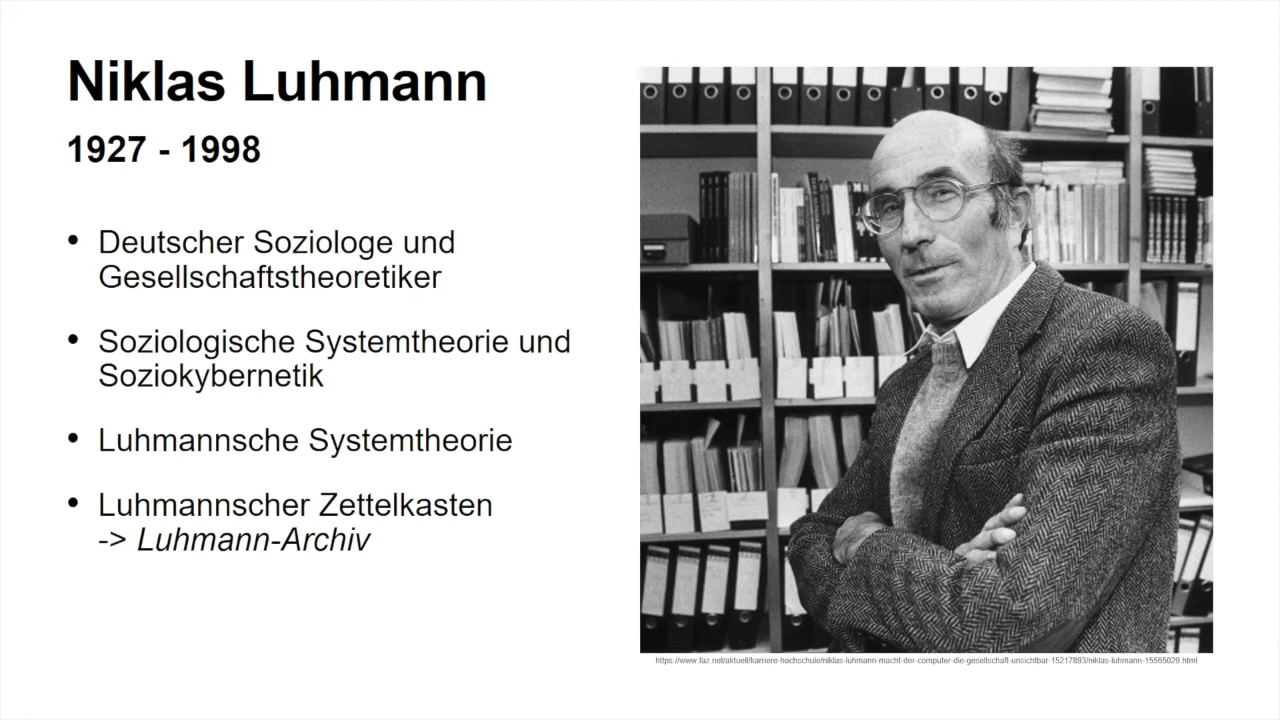 Niklas Luhmann
1927 - 1998
• Deutscher Soziologe und
Gesellschaftstheoretiker
• Soziologische Systemtheorie und
Soziokybernetik
• Luhmannsche Systemtheorie
• Luhmannscher Zettelkasten
-> Luhmann-Archiv
https://www.faz.net/aktuell/karriere-hochschule/niklas-luhmann-macht-der-computer-die-gesellschaft-unsichtbar-15217893/niklas-luhmann-15565029.html